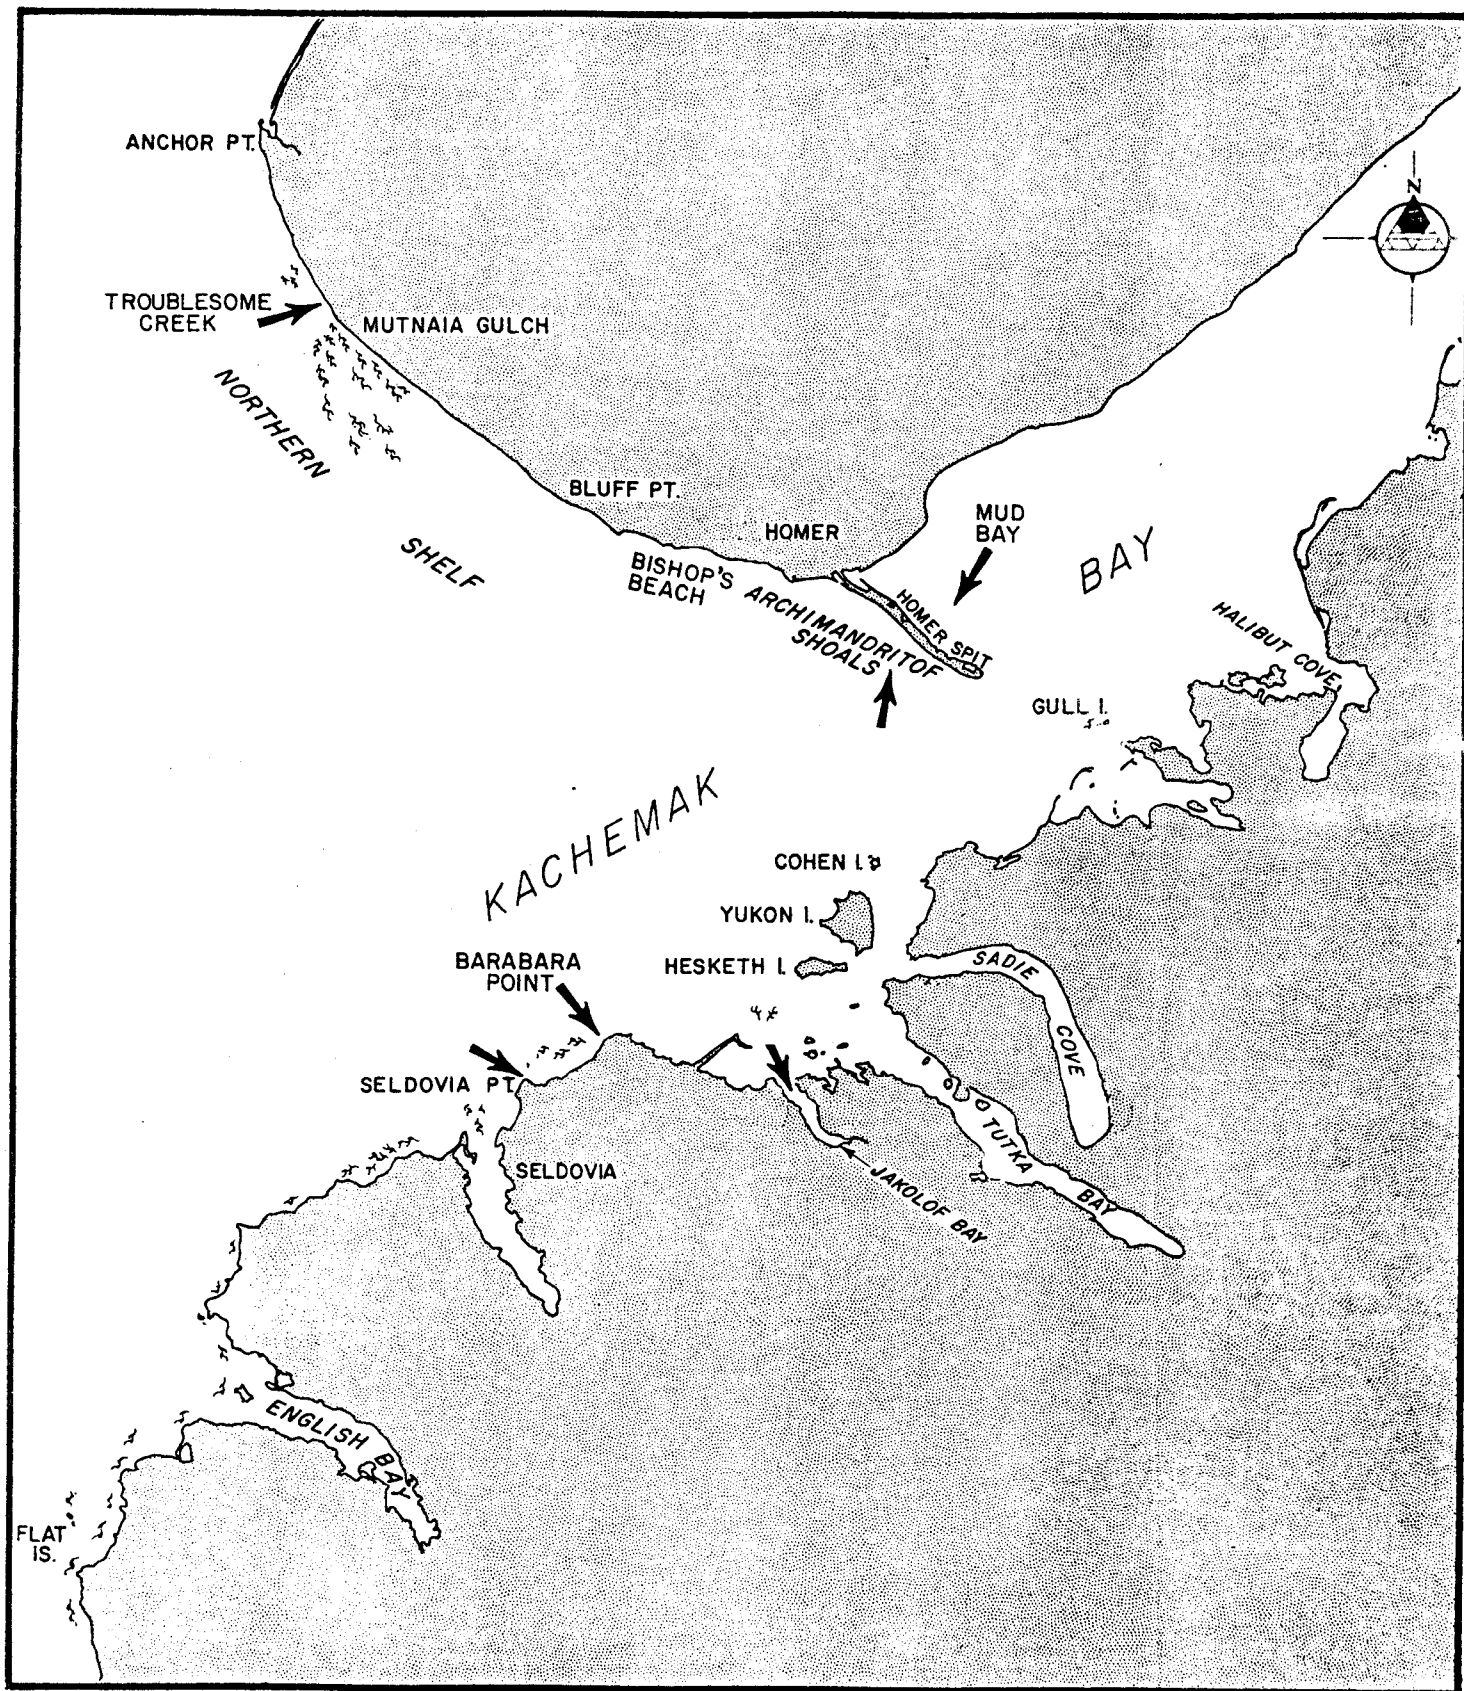 ANCHOR PT.
N
TROUBLESOME
CREEK
MUTNAIA GULCH
NORTHERN
SHELF
BLUFF PT.
HOMER
MUD
BAY
BISHOP'S
BEACH
ARCHIMANDRITOF
SHOALS
HOMER SPIT
KACHEMAK
BAY
HALIBUT COVE
GULL I.
COHEN I.
YUKON I.
HESKETH I.
BARABARA
POINT
SADIE
COVE
SELDOVIA PT.
SELDOVIA
TUTKA
BAY
JAKOLOF BAY
ENGLISH BAY
FLAT
IS.